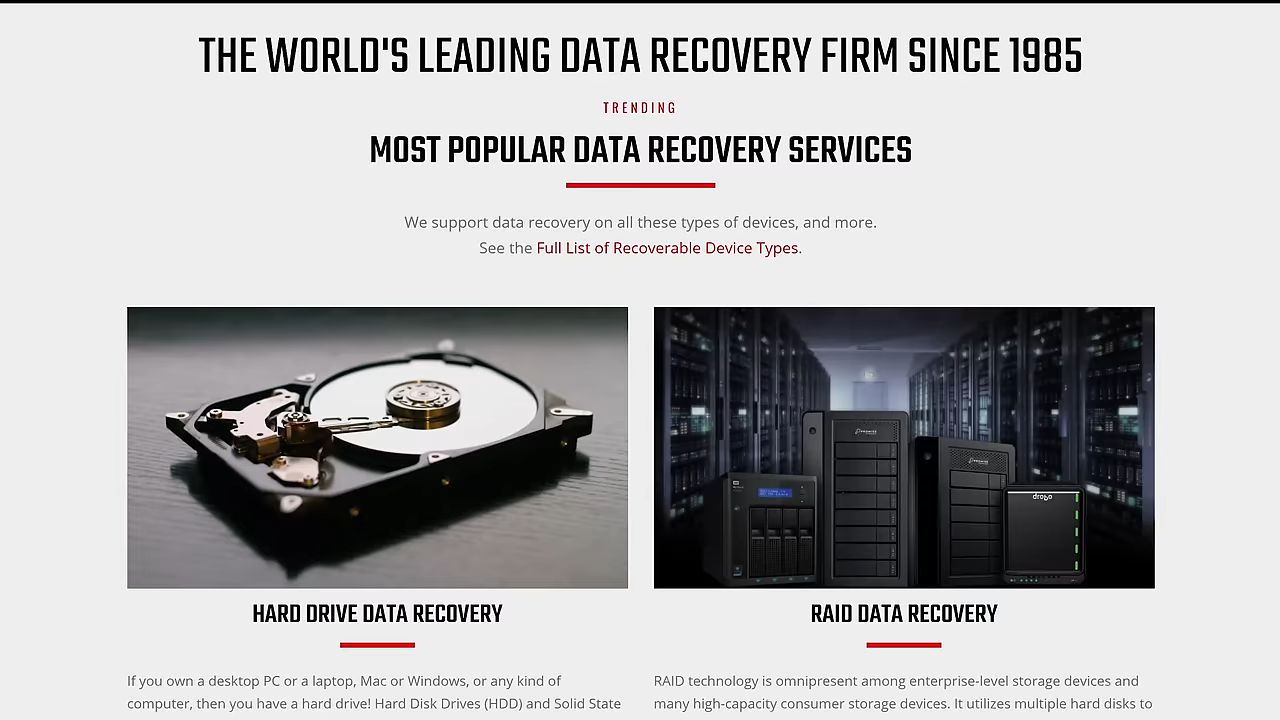 THE WORLD'S LEADING DATA RECOVERY FIRM SINCE 1985
TRENDING
MOST POPULAR DATA RECOVERY SERVICES
We support data recovery on all these types of devices, and more.
See the Full List of Recoverable Device Types.
PROMISE
PROMISE
drobo
HARD DRIVE DATA RECOVERY
RAID DATA RECOVERY
If you own a desktop PC or a laptop, Mac or Windows, or any kind of
computer, then you have a hard drive! Hard Disk Drives (HDD) and Solid State
RAID technology is omnipresent among enterprise-level storage devices and
many high-capacity consumer storage devices. It utilizes multiple hard disks to